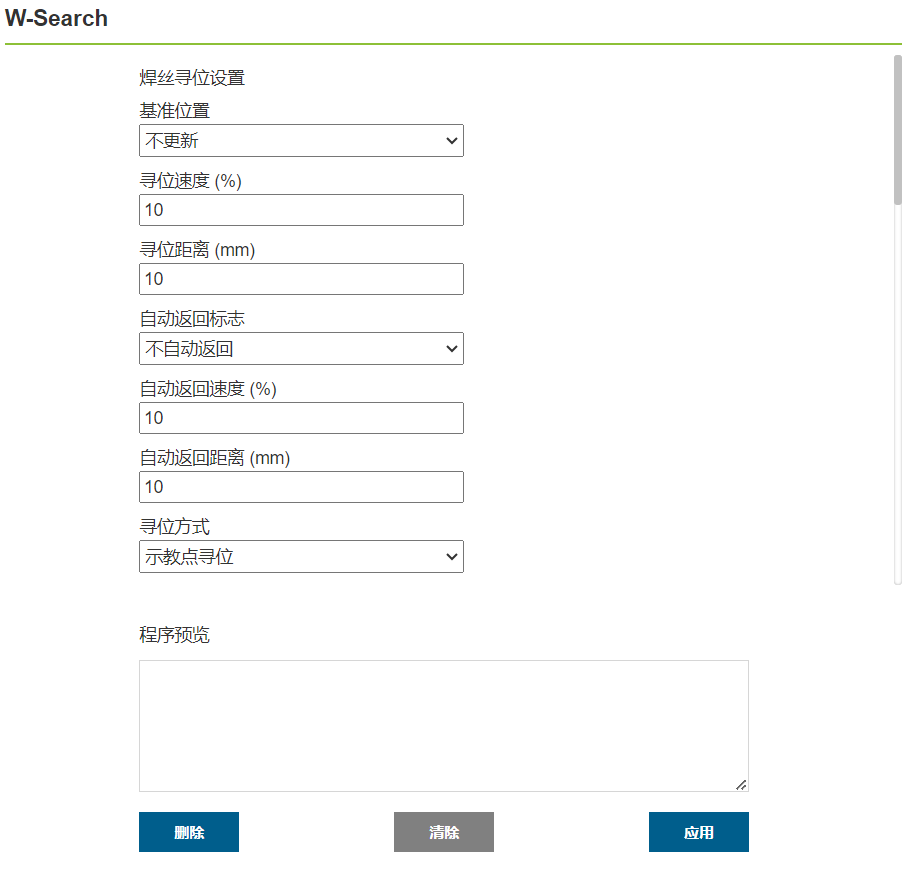 W-Search
焊丝寻位设置
基准位置
不更新
寻位速度 (%)
10
寻位距离 (mm)
10
自动返回标志
不自动返回
自动返回速度 (%)
10
自动返回距离 (mm)
10
寻位方式
示教点寻位
程序预览
删除
清除
应用